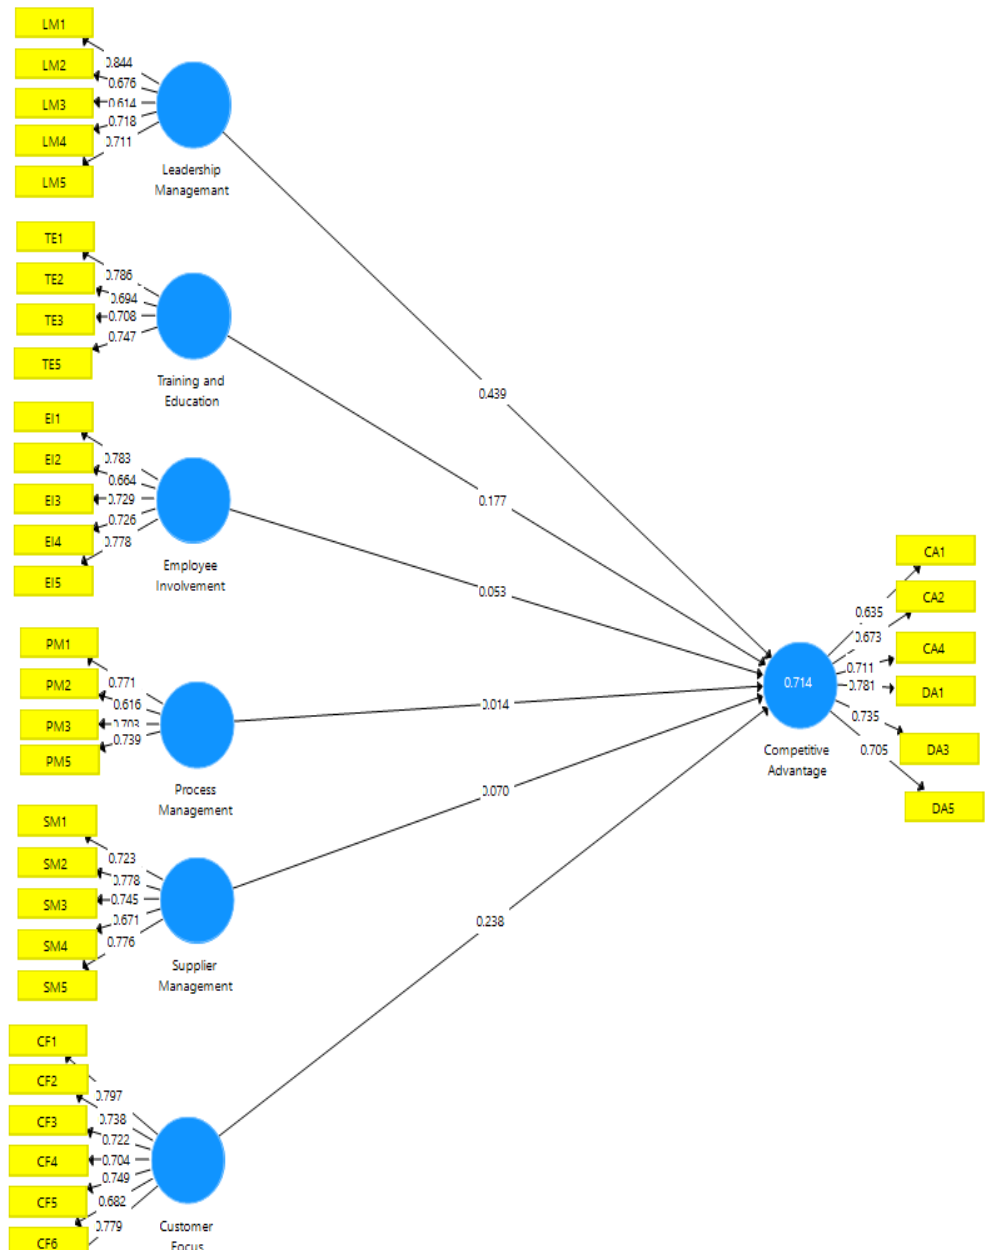 LM1
LM2
LM3
LM4
LM5
0.844
0.676
0.614
0.718
0.711
Leadership
Managemant
TE1
TE2
TE3
TE5
0.786
0.694
0.708
0.747
Training and
Education
EI1
EI2
EI3
EI4
EI5
0.783
0.664
0.729
0.726
0.778
Employee
Involvement
PM1
PM2
PM3
PM5
0.771
0.616
0.703
0.739
Process
Management
SM1
SM2
SM3
SM4
SM5
0.723
0.778
0.745
0.671
0.776
Supplier
Management
CF1
CF2
CF3
CF4
CF5
CF6
0.797
0.738
0.722
0.704
0.749
0.682
0.779
Customer
Focus
0.439
0.177
0.053
0.014
0.070
0.238
0.714
Competitive
Advantage
0.635
0.673
0.711
0.781
0.735
0.705
CA1
CA2
CA4
DA1
DA3
DA5